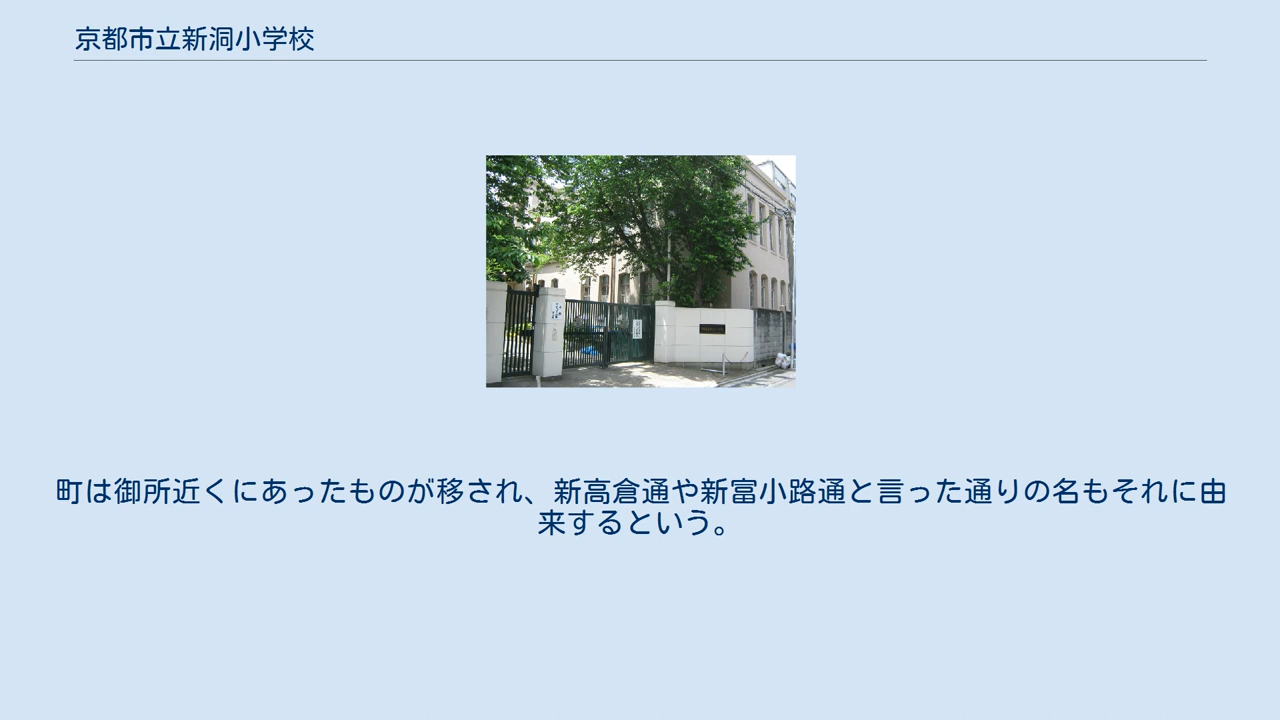 京都市立新洞小学校
町は御所近くにあったものが移され、新高倉通や新富小路通と言った通りの名もそれに由
来するという。